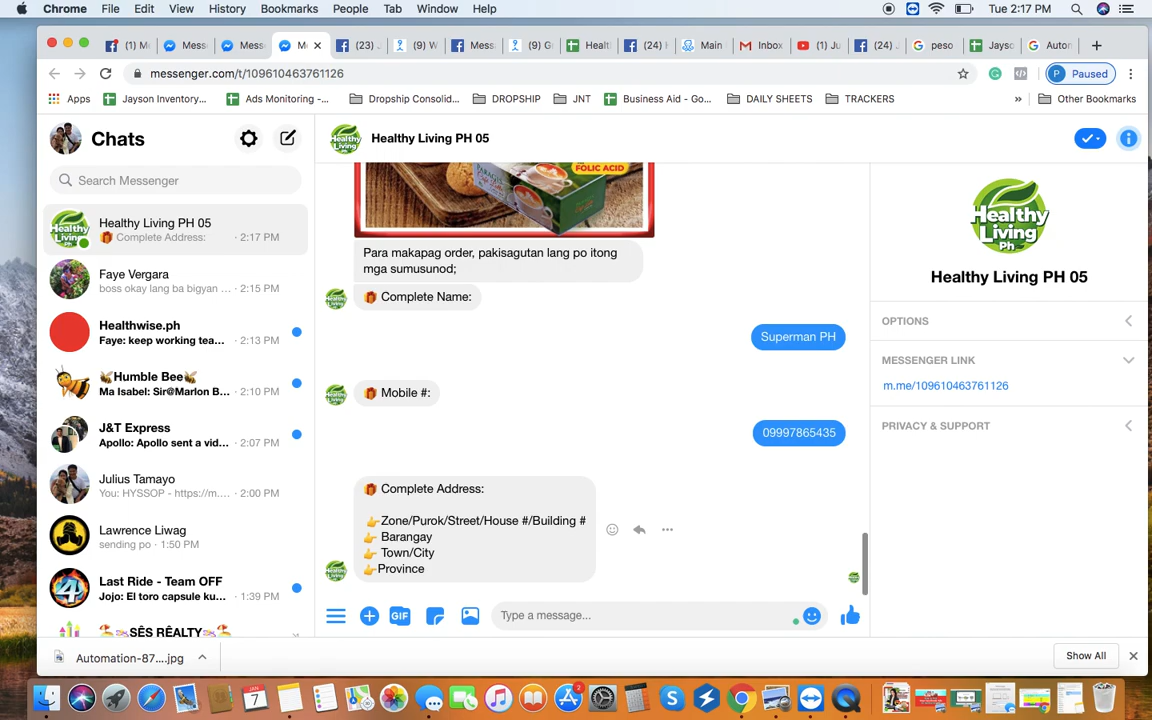 Chrome File Edit View History Bookmarks People Tab Window Help
Tue 2:17 PM
(1) M
Mess
Mess
M
(23)
(9) W
Mess
(9) G
Healt
(24)
Main
Inbox
(1) Ju
(24)
peso
Jayso
Auton
messenger.com/t/109610463761126
P Paused
Apps
Jayson Inventory...
Ads Monitoring -...
Dropship Consolid...
DROPSHIP
JNT
Business Aid - Go...
DAILY SHEETS
TRACKERS
»
Other Bookmarks
Chats
Search Messenger
Healthy Living PH 05
🎁 Complete Address: · 2:17 PM
Faye Vergara
boss okay lang ba bigyan ... · 2:15 PM
Healthwise.ph
Faye: keep working tea... · 2:13 PM
🐝Humble Bee🐝
Ma Isabel: Sir@Marlon B... · 2:10 PM
J&T Express
Apollo: Apollo sent a vid... · 2:07 PM
Julius Tamayo
You: HYSSOP - https://m.... · 2:00 PM
Lawrence Liwag
sending po · 1:50 PM
Last Ride - Team OFF
Jojo: El toro capsule ku... · 1:39 PM
SÊS RÊALTY
Healthy Living PH 05
FOLIC ACID
Para makapag order, pakisagutan lang po itong
mga sumusunod;
🎁 Complete Name:
Superman PH
🎁 Mobile #:
09997865435
🎁 Complete Address:
👉Zone/Purok/Street/House #/Building #
👉 Barangay
👉 Town/City
👉Province
GIF
Type a message...
Healthy
Living
Ph
Healthy Living PH 05
OPTIONS
MESSENGER LINK
m.me/109610463761126
PRIVACY & SUPPORT
Automation-87....jpg
Show All
JAN
7
2